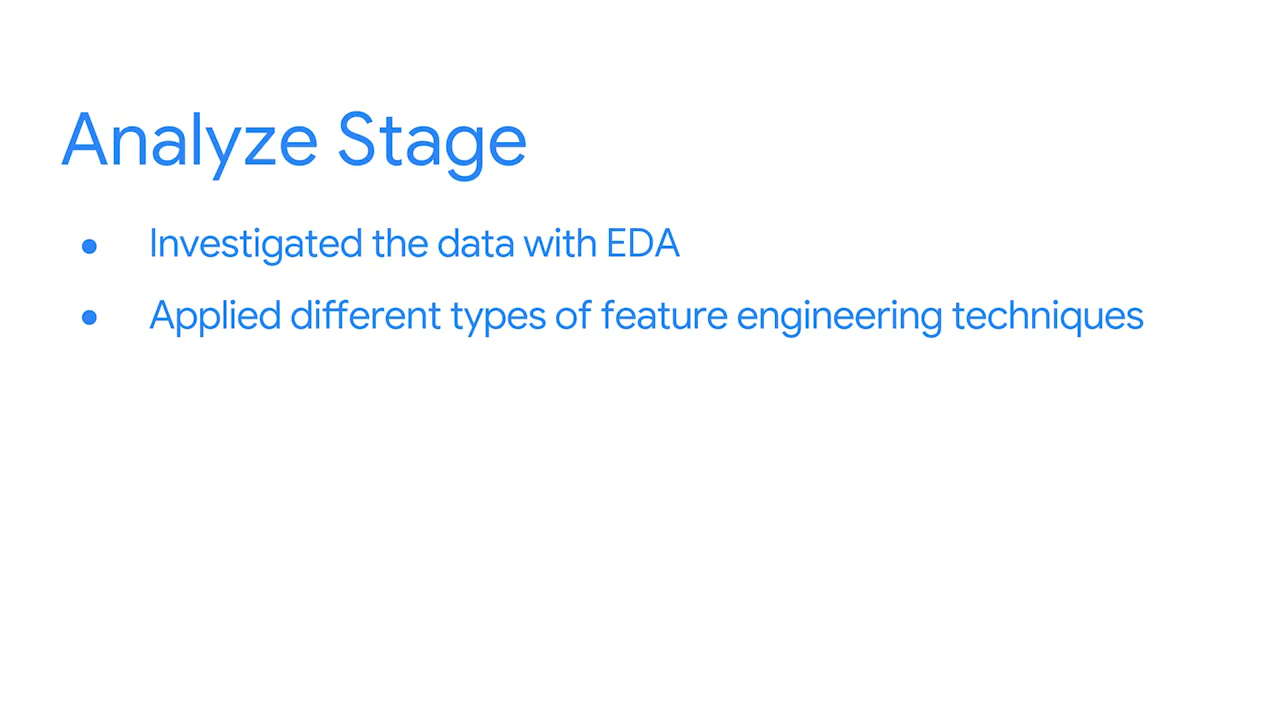 Analyze Stage
● Investigated the data with EDA
● Applied different types of feature engineering techniques